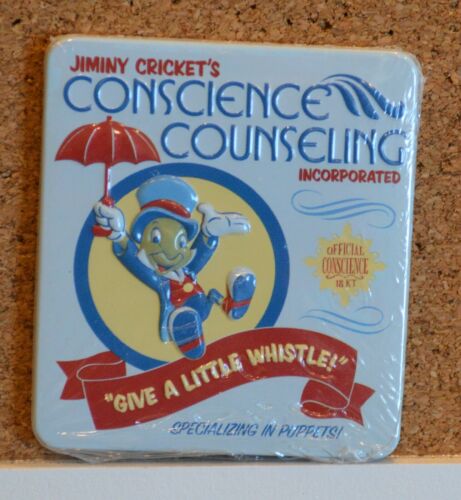 JIMINY CRICKET'S
CONSCIENCE
COUNSELING
INCORPORATED
OFFICIAL
CONSCIENCE
18 KT
"GIVE A LITTLE WHISTLE!"
SPECIALIZING IN PUPPETS!